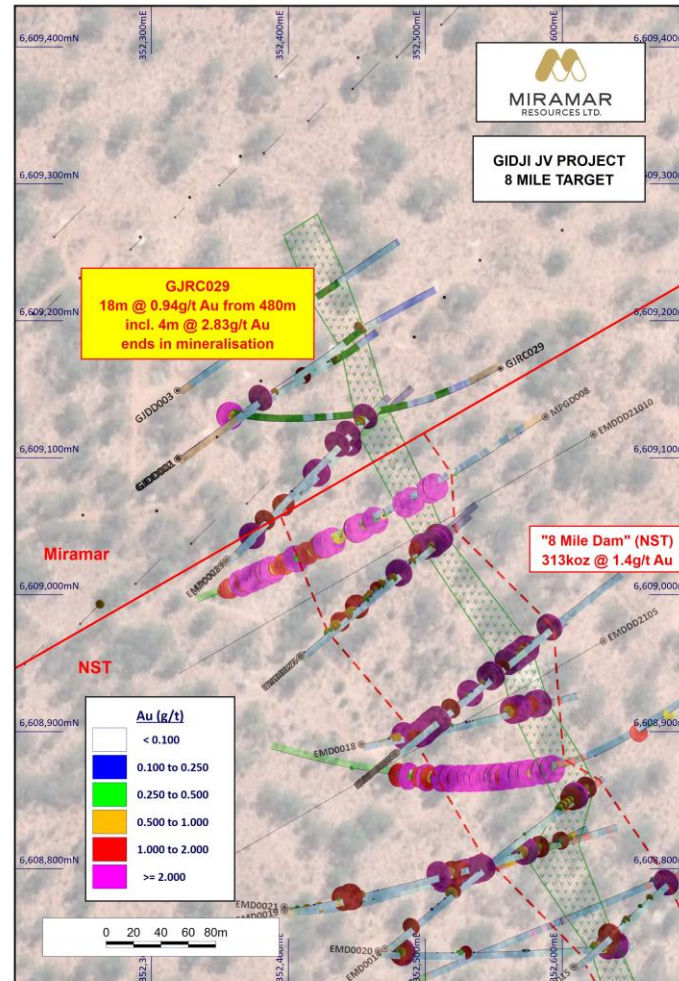 6,609,400mN
352,300mE
352,400mE
352,500mE
6,609,400
MIRAMAR
RESOURCES LTD.
GIDJI JV PROJECT
8 MILE TARGET
6,609,300mN
6,609,300
GJRC029
18m @ 0.94g/t Au from 480m
incl. 4m @ 2.83g/t Au
ends in mineralisation
6,609,200mN
6,609,200
GJDD003
GJRC029
MPGD008
EMDDD21010
6,609,100mN
6,609,100
Miramar
"8 Mile Dam" (NST)
313koz @ 1.4g/t Au
6,609,000mN
6,609,000
NST
EMDDD2105
Au (g/t)
< 0.100
0.100 to 0.250
0.250 to 0.500
0.500 to 1.000
1.000 to 2.000
>= 2.000
6,608,900
EMD0018
6,608,800
EMD0021
EMD0019
EMD0020
0 20 40 60 80m
352,400mE
352,500mE
352,600mE